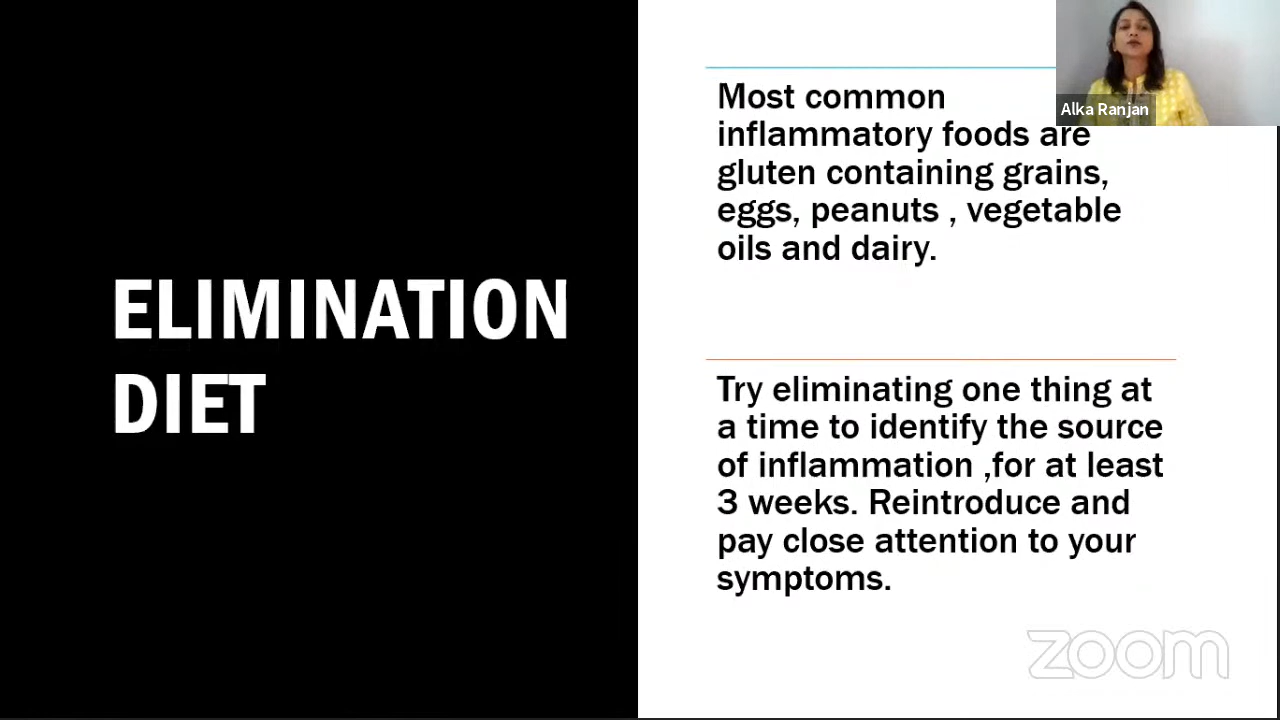 ELIMINATION
DIET
Most common
inflammatory foods are
gluten containing grains,
eggs, peanuts , vegetable
oils and dairy.
Try eliminating one thing at
a time to identify the source
of inflammation ,for at least
3 weeks. Reintroduce and
pay close attention to your
symptoms.
Alka Ranjan
zoom